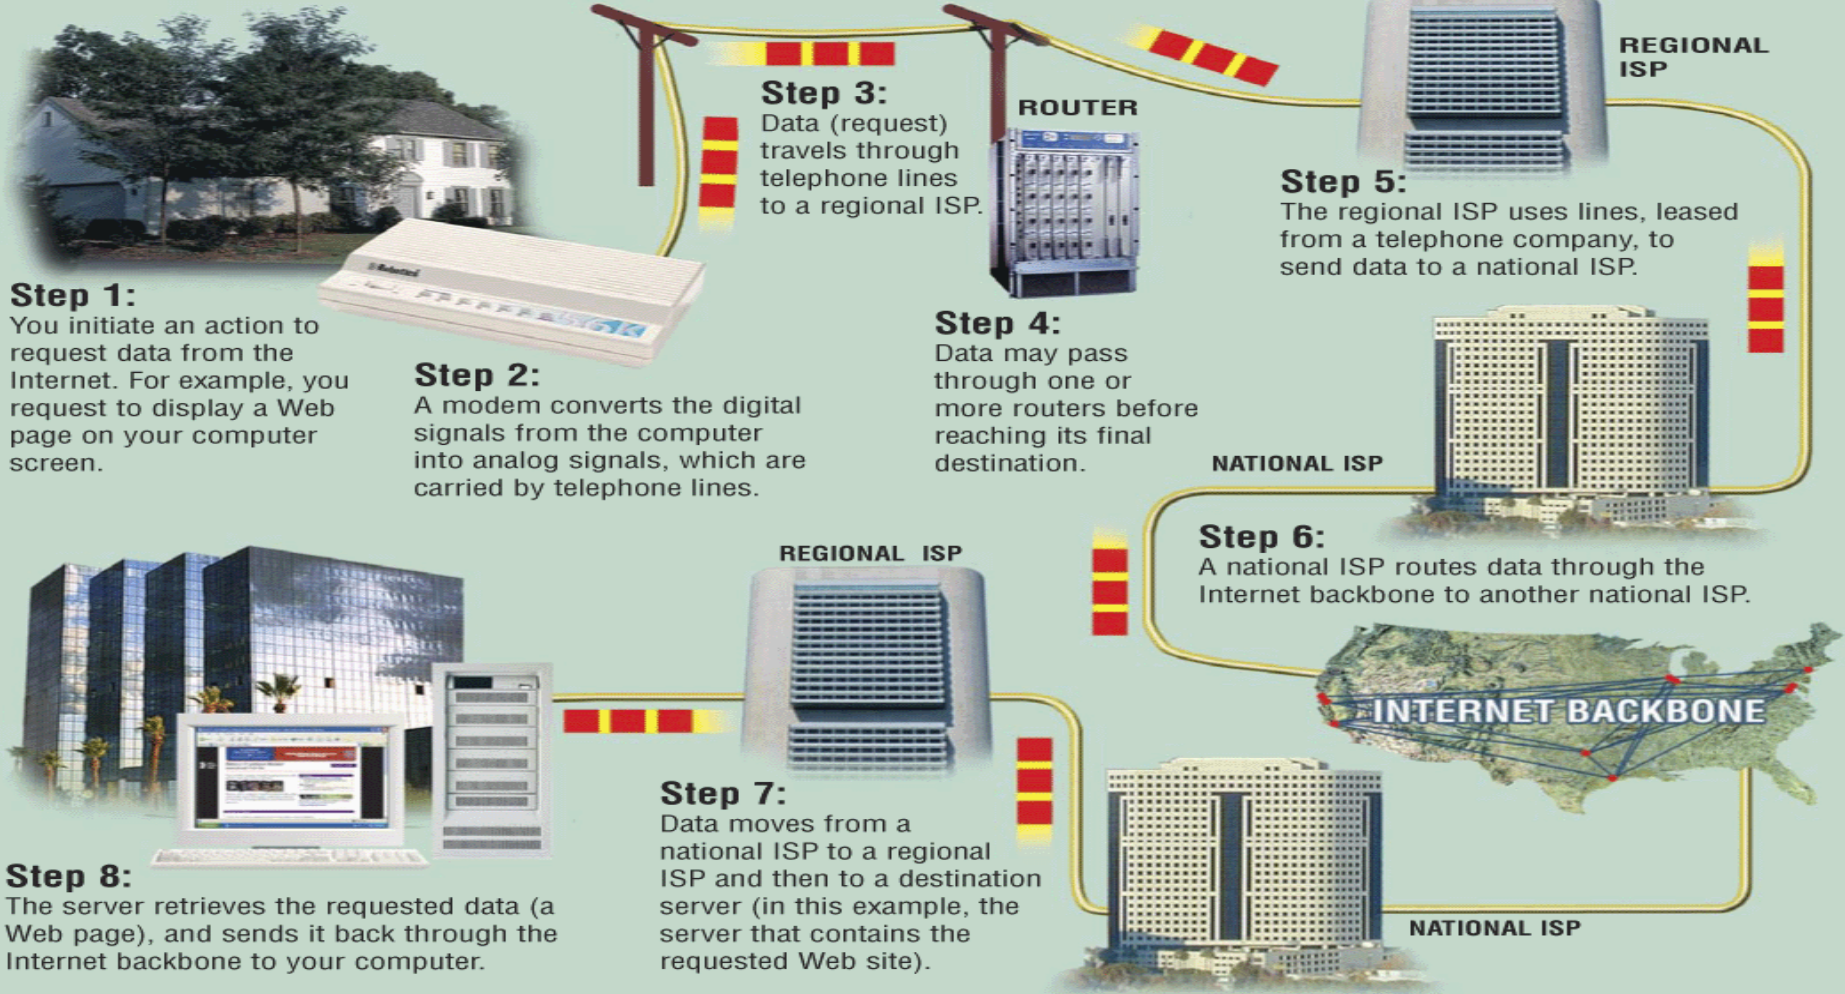 Step 1:
You initiate an action to
request data from the
Internet. For example, you
request to display a Web
page on your computer
screen.
Robotics
56K
Step 2:
A modem converts the digital
signals from the computer
into analog signals, which are
carried by telephone lines.
Step 3:
Data (request)
travels through
telephone lines
to a regional ISP.
ROUTER
Step 4:
Data may pass
through one or
more routers before
reaching its final
destination.
REGIONAL
ISP
Step 5:
The regional ISP uses lines, leased
from a telephone company, to
send data to a national ISP.
NATIONAL ISP
Step 6:
A national ISP routes data through the
Internet backbone to another national ISP.
INTERNET BACKBONE
NATIONAL ISP
REGIONAL ISP
Step 7:
Data moves from a
national ISP to a regional
ISP and then to a destination
server (in this example, the
server that contains the
requested Web site).
Step 8:
The server retrieves the requested data (a
Web page), and sends it back through the
Internet backbone to your computer.